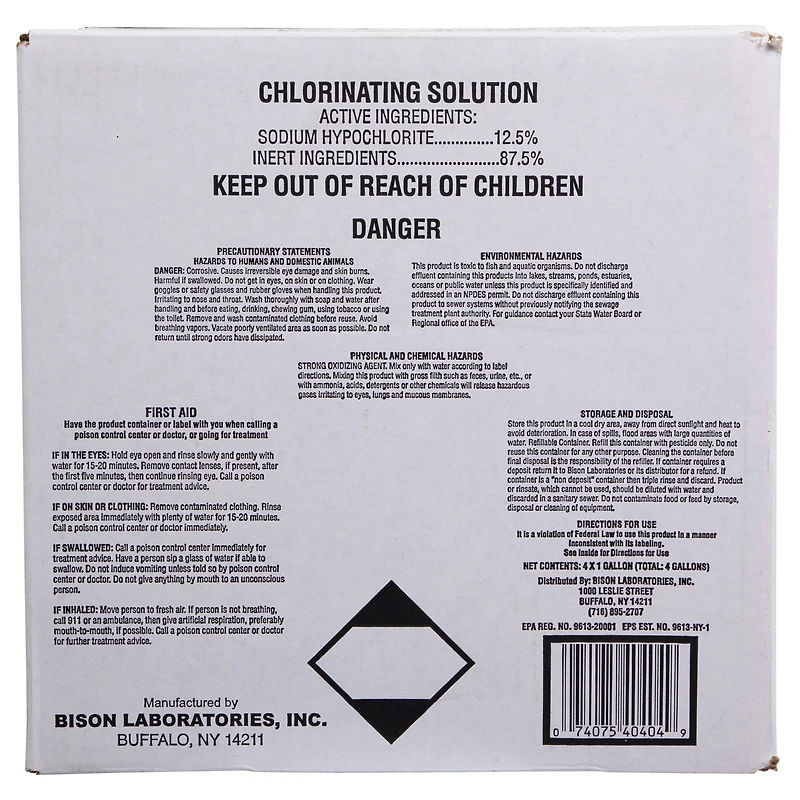 CHLORINATING SOLUTION
ACTIVE INGREDIENTS:
SODIUM HYPOCHLORITE..............12.5%
INERT INGREDIENTS........................87.5%
KEEP OUT OF REACH OF CHILDREN
DANGER
PRECAUTIONARY STATEMENTS
HAZARDS TO HUMANS AND DOMESTIC ANIMALS
DANGER: Corrosive. Causes irreversible eye damage and skin burns.
Harmful if swallowed. Do not get in eyes, on skin or on clothing. Wear
goggles or safety glasses and rubber gloves when handling this product.
Irritating to nose and throat. Wash thoroughly with soap and water after
handling and before eating, drinking, chewing gum, using tobacco or using
the toilet. Remove and wash contaminated clothing before reuse. Avoid
breathing vapors. Vacate poorly ventilated area as soon as possible. Do not
return until strong odors have dissipated.
ENVIRONMENTAL HAZARDS
This product is toxic to fish and aquatic organisms. Do not discharge
effluent containing this products into lakes, streams, ponds, estuaries,
oceans or public water unless this product is specifically identified and
addressed in an NPDES permit. Do not discharge effluent containing this
product to sewer systems without previously notifying the sewage
treatment plant authority. For guidance contact your State Water Board or
Regional office of the EPA.
PHYSICAL AND CHEMICAL HAZARDS
STRONG OXIDIZING AGENT. Mix only with water according to label
directions. Mixing this product with gross filth such as feces, urine, etc., or
with ammonia, acids, detergents or other chemicals will release hazardous
gases irritating to eyes, lungs and mucous membranes.
FIRST AID
Have the product container or label with you when calling a
poison control center or doctor, or going for treatment
IF IN THE EYES: Hold eye open and rinse slowly and gently with
water for 15-20 minutes. Remove contact lenses, if present, after
the first five minutes, then continue rinsing eye. Call a poison
control center or doctor for treatment advice.
IF ON SKIN OR CLOTHING: Remove contaminated clothing. Rinse
exposed area immediately with plenty of water for 15-20 minutes.
Call a poison control center or doctor immediately.
IF SWALLOWED: Call a poison control center immediately for
treatment advice. Have a person sip a glass of water if able to
swallow. Do not induce vomiting unless told so by poison control
center or doctor. Do not give anything by mouth to an unconscious
person.
IF INHALED: Move person to fresh air. If person is not breathing,
call 911 or an ambulance, then give artificial respiration, preferably
mouth-to-mouth, if possible. Call a poison control center or doctor
for further treatment advice.
STORAGE AND DISPOSAL
Store this product in a cool dry area, away from direct sunlight and heat to
avoid deterioration. In case of spills, flood areas with large quantities of
water. Refillable Container. Refill this container with pesticide only. Do not
reuse this container for any other purpose. Cleaning the container before
final disposal is the responsibility of the refiller. If container requires a
deposit return it to Bison Laboratories or its distributor for a refund. If
container is a "non deposit" container then triple rinse and discard. Product
or rinsate, which cannot be used, should be diluted with water and
discarded in a sanitary sewer. Do not contaminate food or feed by storage,
disposal or cleaning of equipment.
DIRECTIONS FOR USE
It is a violation of Federal Law to use this product in a manner
inconsistent with its labeling.
See Inside for Directions for Use
NET CONTENTS: 4 X 1 GALLON (TOTAL: 4 GALLONS)
Distributed By: BISON LABORATORIES, INC.
1000 LESLIE STREET
BUFFALO, NY 14211
(716) 895-2707
EPA REG. NO. 9613-20001 EPS EST. NO. 9613-NY-1
0 74075 40404 9
Manufactured by
BISON LABORATORIES, INC.
BUFFALO, NY 14211